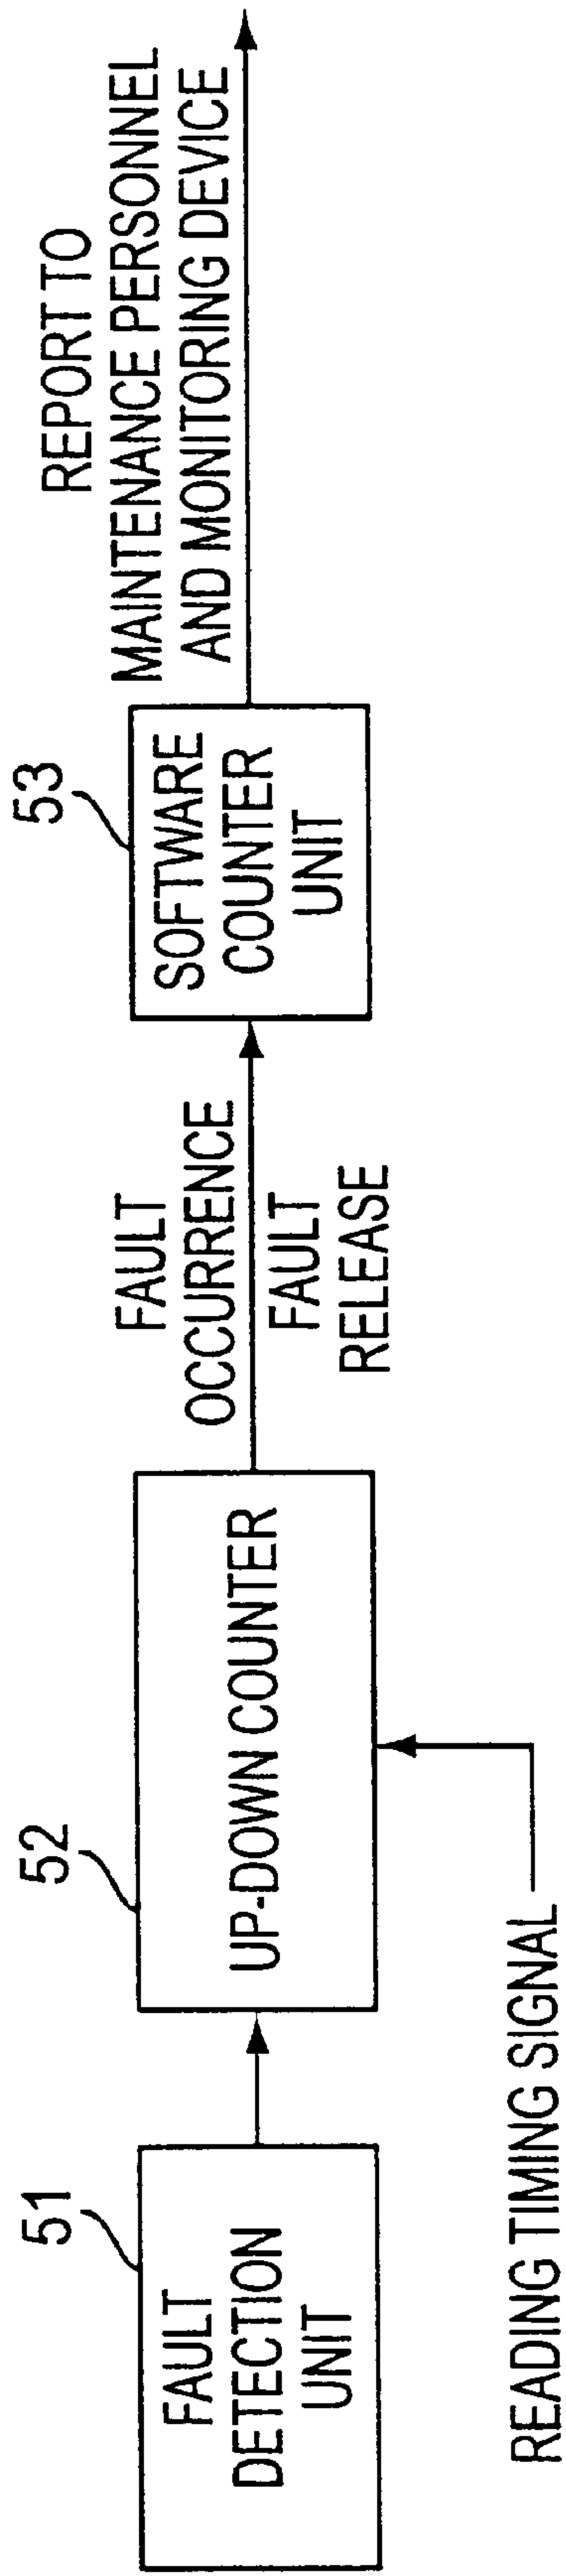 51
FAULT
DETECTION
UNIT
52
UP-DOWN COUNTER
READING TIMING SIGNAL
FAULT
OCCURRENCE
FAULT
RELEASE
53
SOFTWARE
COUNTER
UNIT
REPORT TO
MAINTENANCE PERSONNEL
AND MONITORING DEVICE